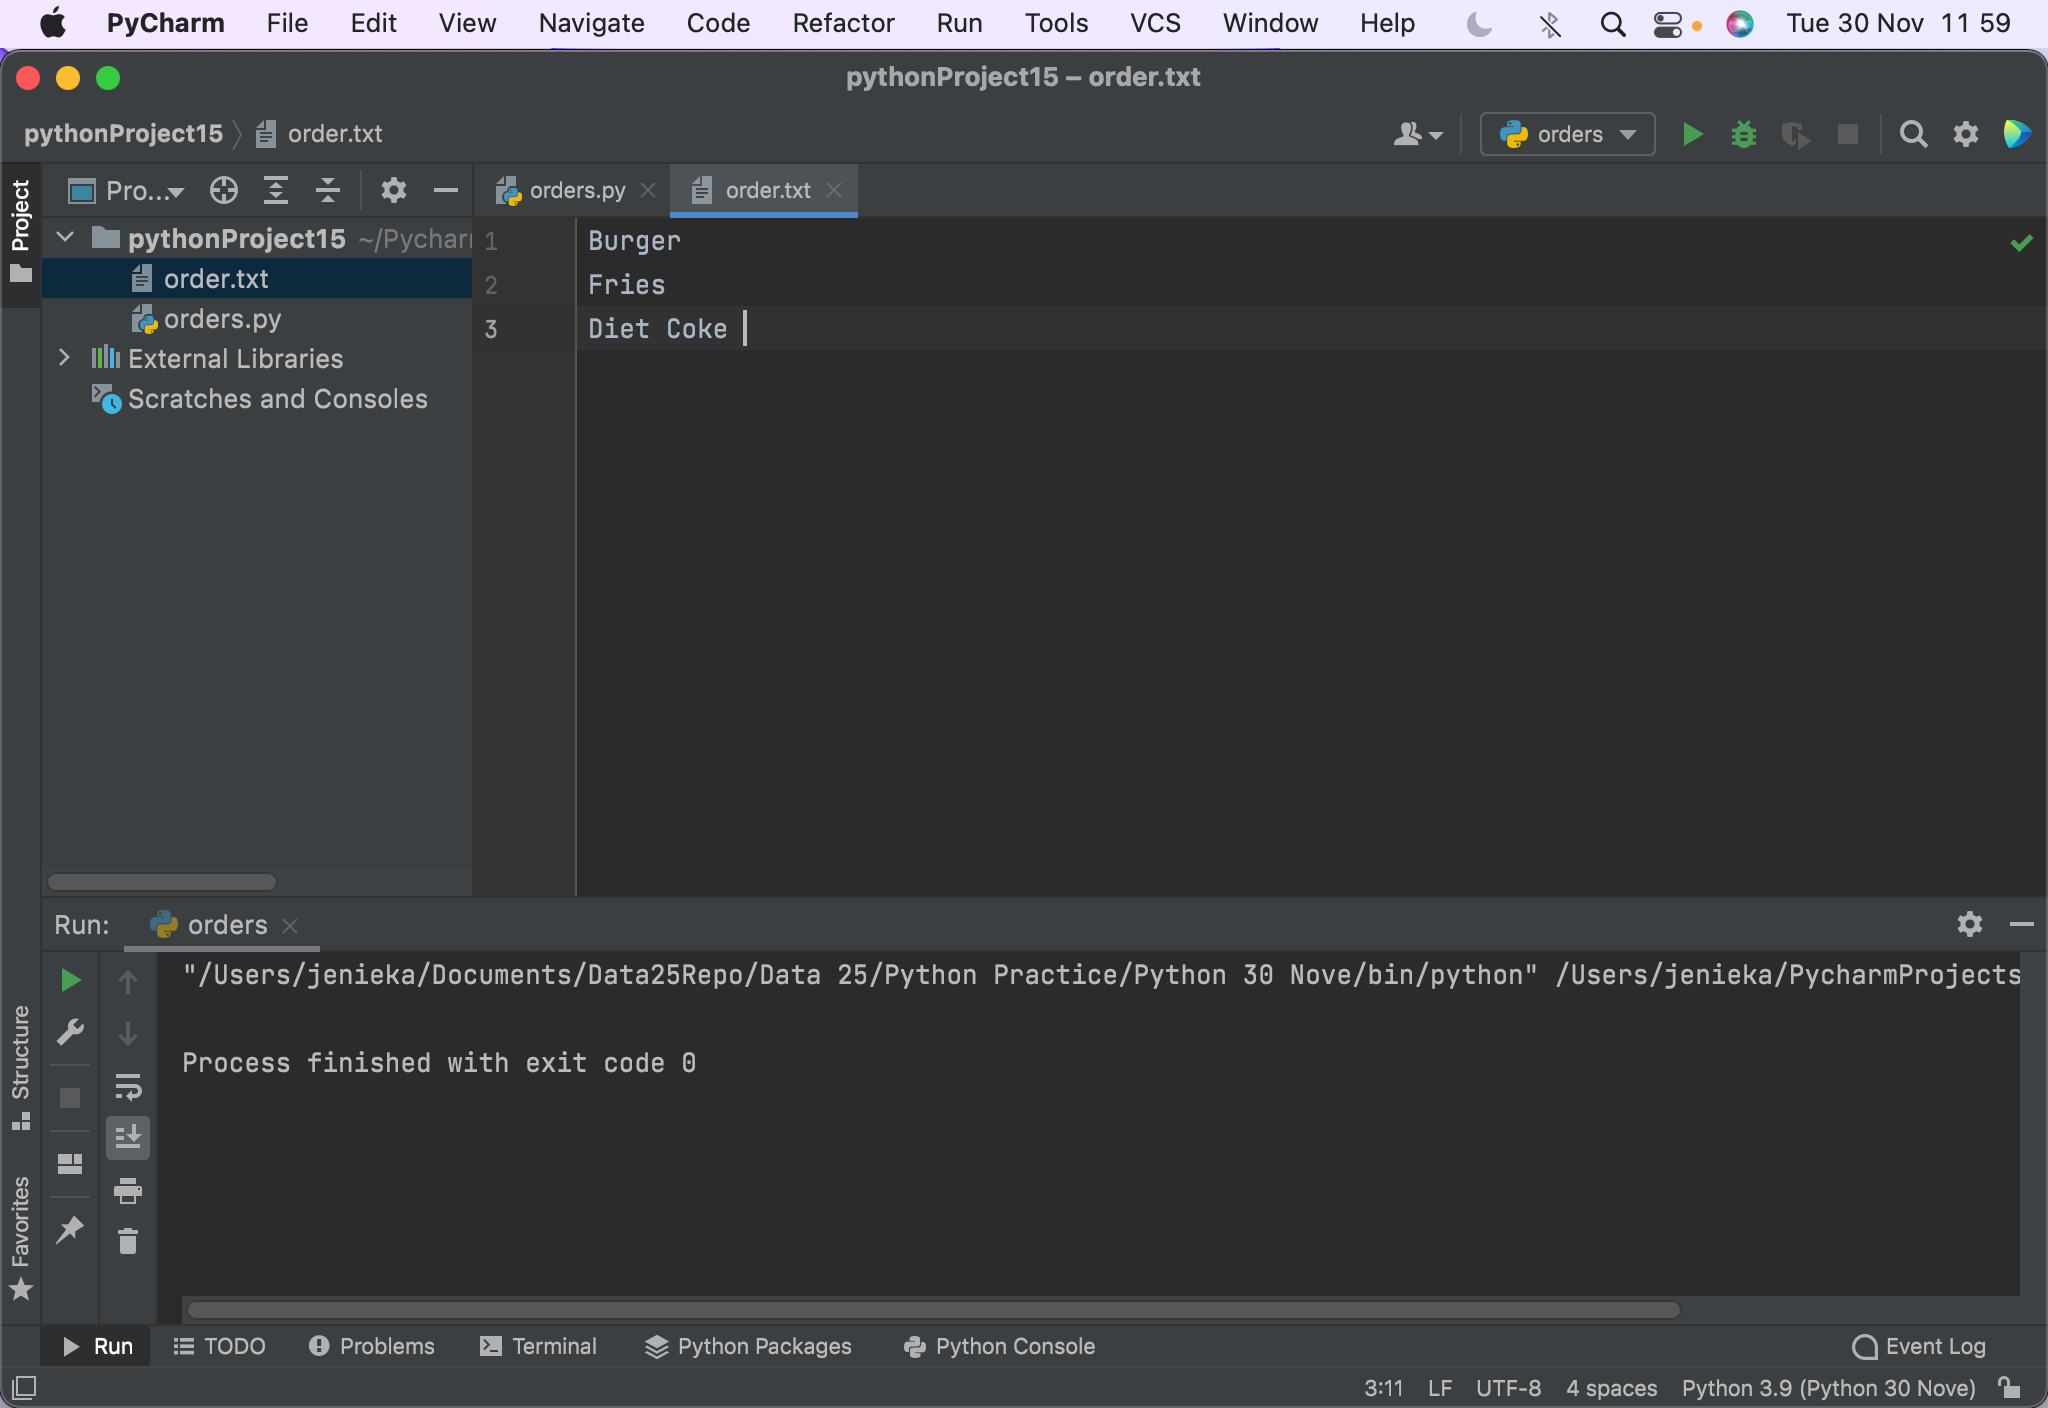 PyCharm File Edit View Navigate Code Refactor Run Tools VCS Window Help Tue 30 Nov 11 59
pythonProject15 – order.txt
pythonProject15 order.txt orders
Project
Pro... orders.py order.txt
pythonProject15 ~/Pychar
order.txt
orders.py
External Libraries
Scratches and Consoles
1 Burger
2 Fries
3 Diet Coke
Run: orders
"/Users/jenieka/Documents/Data25Repo/Data 25/Python Practice/Python 30 Nove/bin/python" /Users/jenieka/PycharmProjects
Process finished with exit code 0
Structure
Favorites
Run TODO Problems Terminal Python Packages Python Console Event Log
3:11 LF UTF-8 4 spaces Python 3.9 (Python 30 Nove)